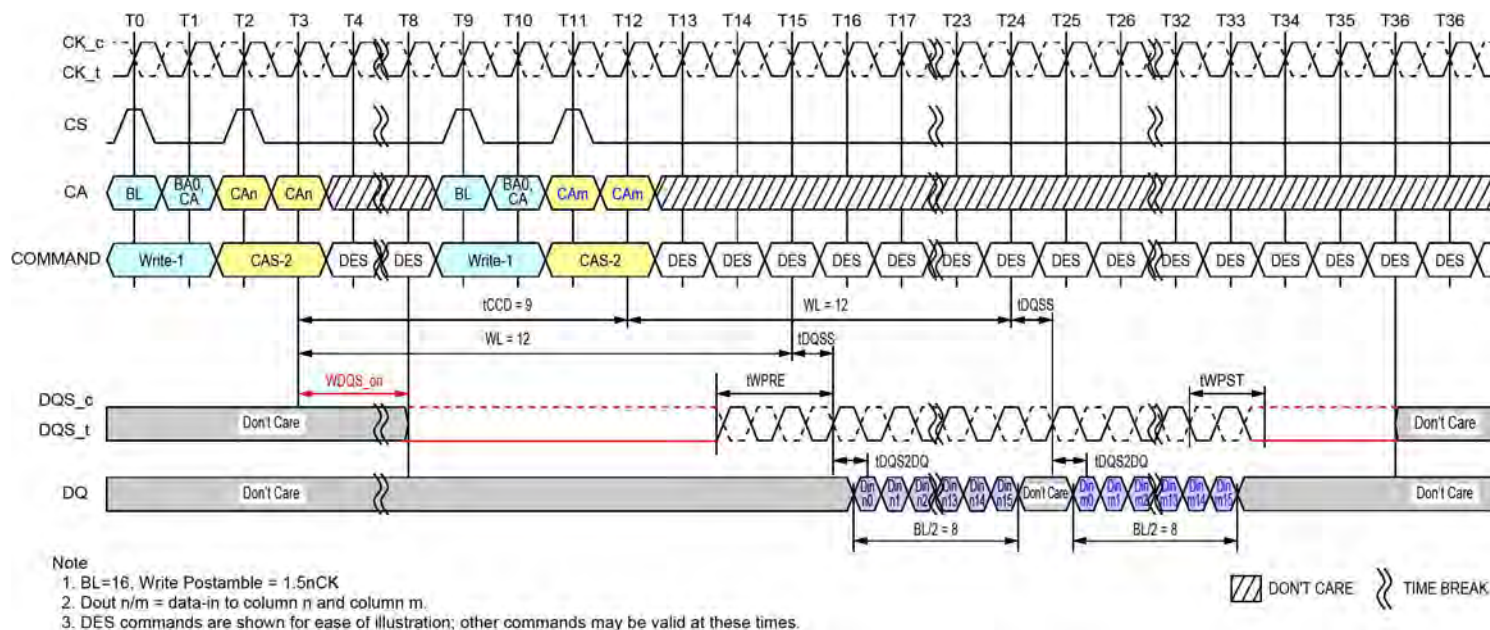 T0 T1 T2 T3 T4 T8 T9 T10 T11 T12 T13 T14 T15 T16 T17 T23 T24 T25 T26 T32 T33 T34 T35 T36 T36
CK_c
CK_t
CS
CA BL BA0, CA CAn CAn BL BA0, CA CAm CAm
COMMAND Write-1 CAS-2 DES DES Write-1 CAS-2 DES DES DES DES DES DES DES DES DES DES DES DES DES DES DES
tCCD = 9 WL = 12 tDQSS
WL = 12 tDQSS
WDQS_on tWPRE tWPST
DQS_c
DQS_t Don't Care Don't Care
tDQS2DQ tDQS2DQ
DQ Don't Care Din n0 Din n1 Din n2 Din n13 Din n14 Din n15 Don't Care Din m0 Din m1 Din m2 Din m13 Din m14 Din m15 Don't Care
BL/2 = 8 BL/2 = 8
Note
1. BL=16, Write Postamble = 1.5nCK
2. Dout n/m = data-in to column n and column m.
3. DES commands are shown for ease of illustration; other commands may be valid at these times.
DON'T CARE TIME BREAK